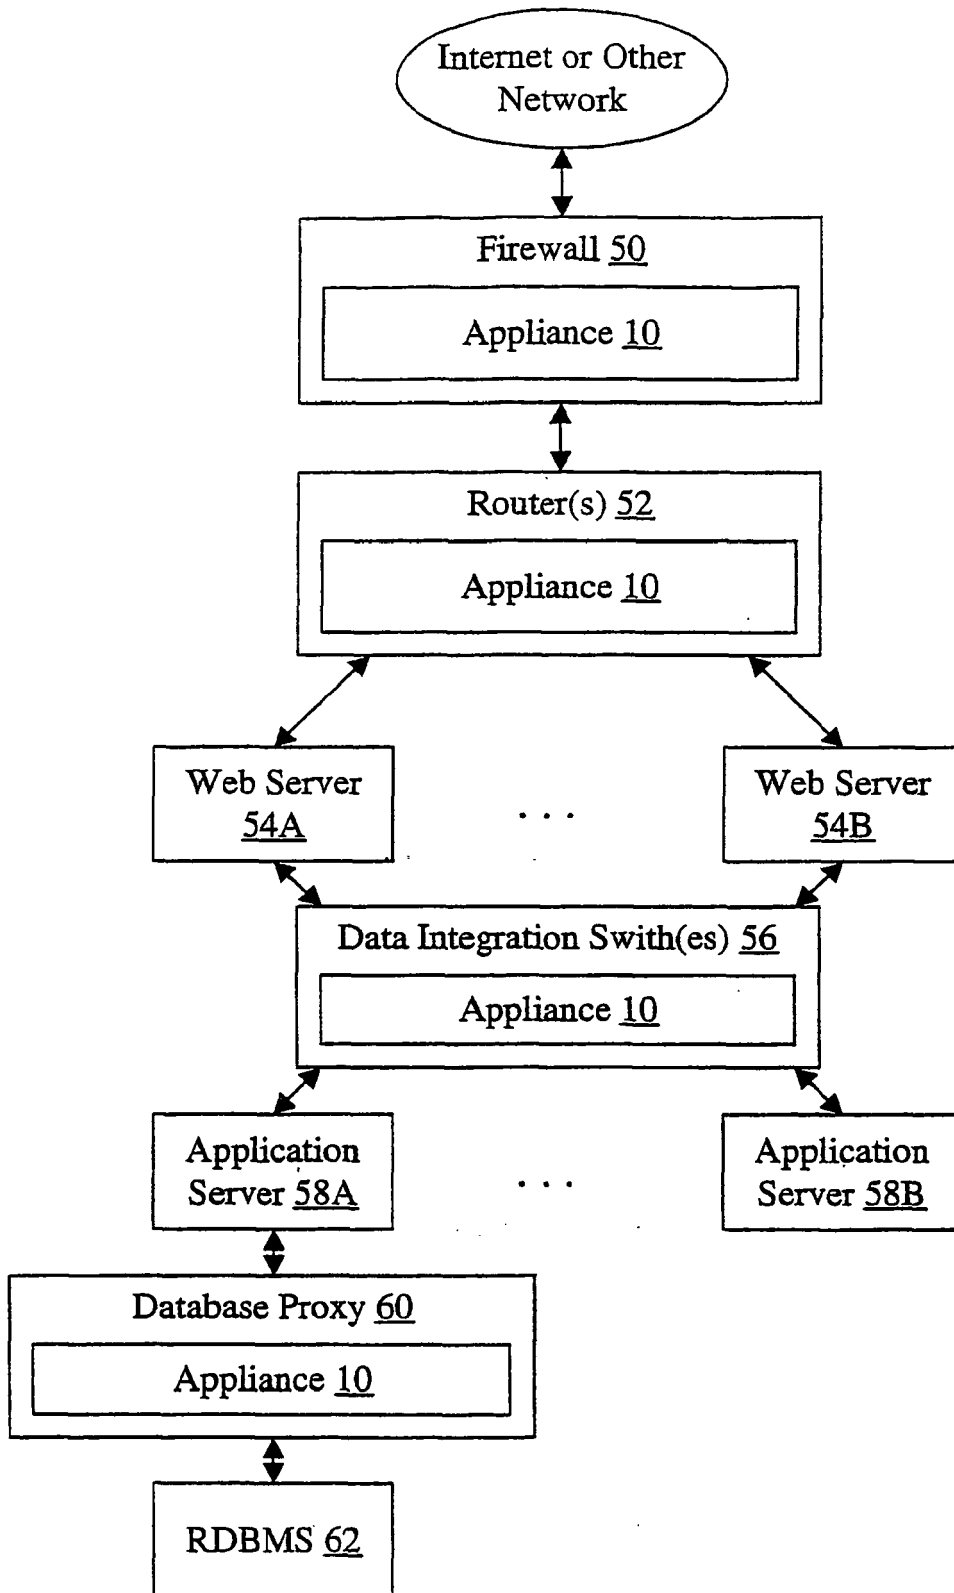 Internet or Other
Network
Firewall 50
Appliance 10
Router(s) 52
Appliance 10
Web Server
54A
. . .
Web Server
54B
Data Integration Swith(es) 56
Appliance 10
Application
Server 58A
. . .
Application
Server 58B
Database Proxy 60
Appliance 10
RDBMS 62